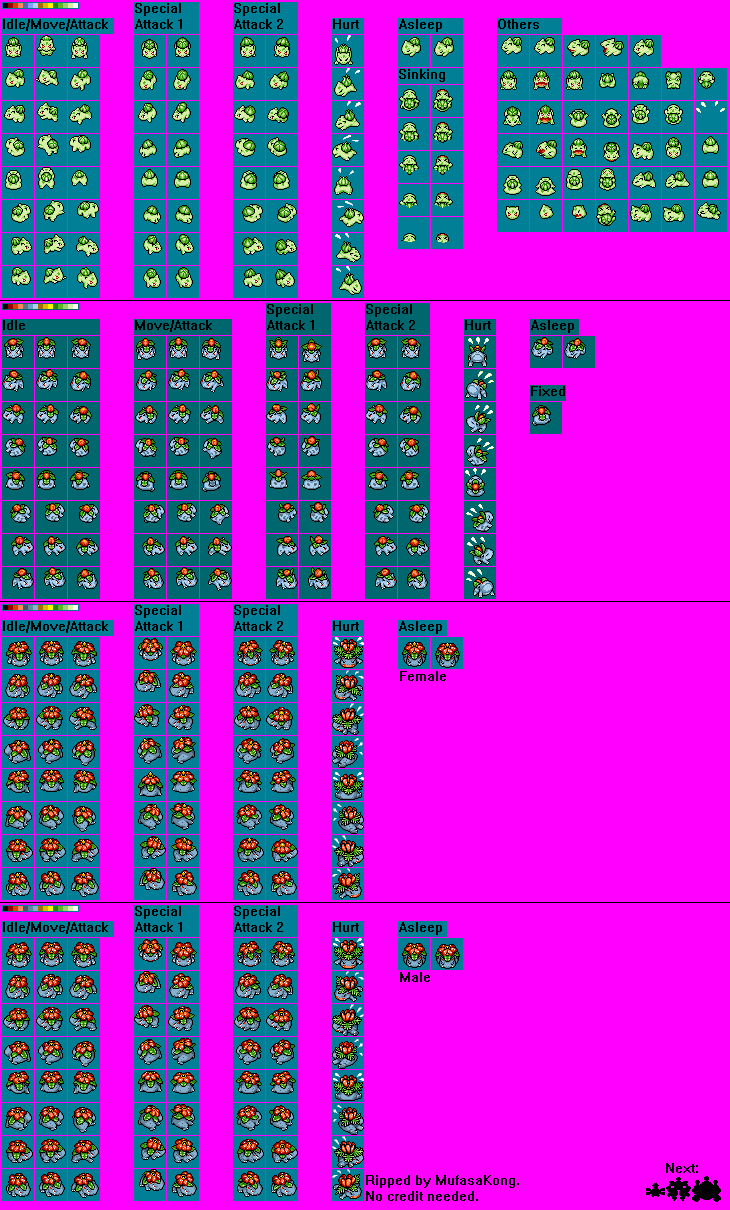 Idle/Move/Attack
Special
Attack 1
Special
Attack 2
Hurt
Asleep
Others
Sinking
Idle
Move/Attack
Special
Attack 1
Special
Attack 2
Hurt
Asleep
Fixed
Idle/Move/Attack
Special
Attack 1
Special
Attack 2
Hurt
Asleep
Female
Idle/Move/Attack
Special
Attack 1
Special
Attack 2
Hurt
Asleep
Male
Ripped by MufasaKong.
No credit needed.
Next: